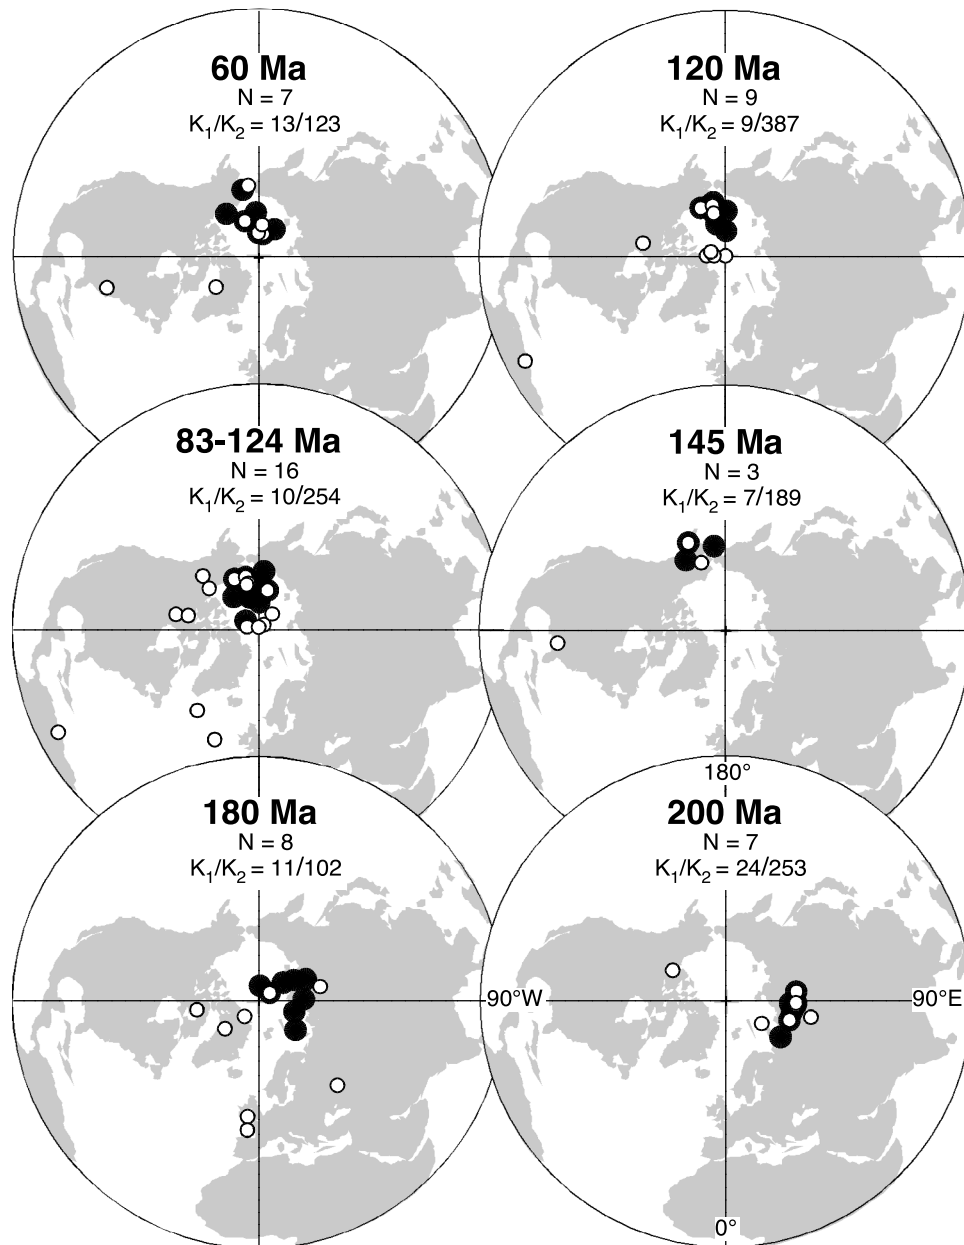 60 Ma
N = 7
K₁/K₂ = 13/123
120 Ma
N = 9
K₁/K₂ = 9/387
83-124 Ma
N = 16
K₁/K₂ = 10/254
145 Ma
N = 3
K₁/K₂ = 7/189
180°
180 Ma
N = 8
K₁/K₂ = 11/102
200 Ma
N = 7
K₁/K₂ = 24/253
90°W
90°E
0°